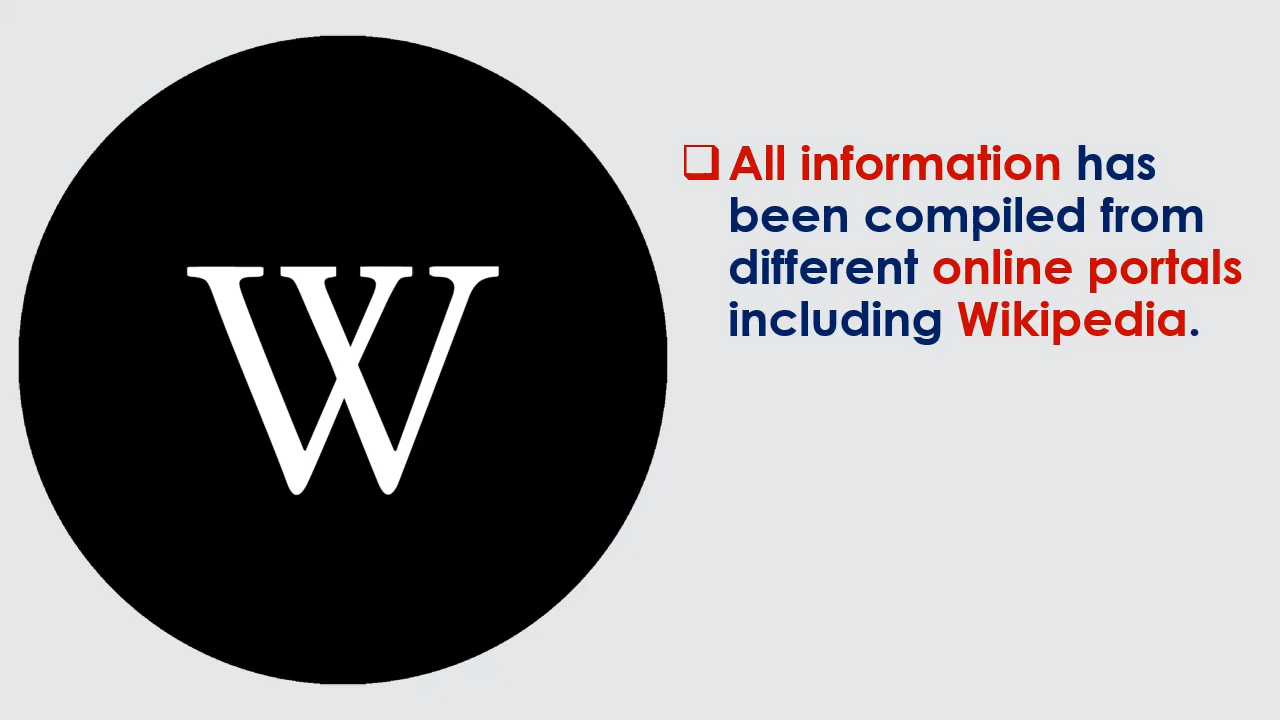 W
❑ All information has
been compiled from
different online portals
including Wikipedia.